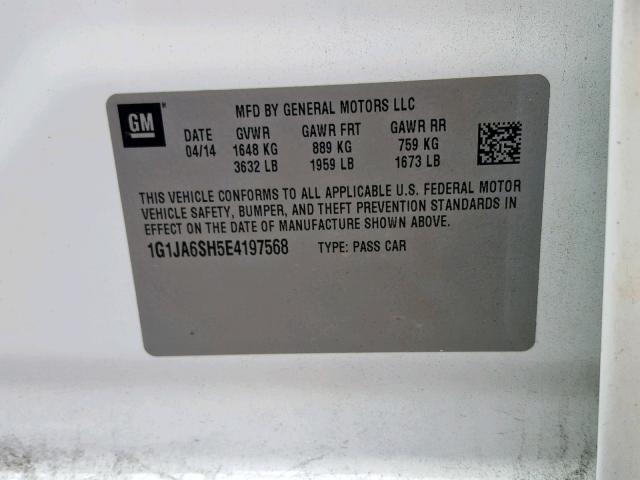 GM
MFD BY GENERAL MOTORS LLC
DATE GVWR GAWR FRT GAWR RR
04/14 1648 KG 889 KG 759 KG
3632 LB 1959 LB 1673 LB
THIS VEHICLE CONFORMS TO ALL APPLICABLE U.S. FEDERAL MOTOR
VEHICLE SAFETY, BUMPER, AND THEFT PREVENTION STANDARDS IN
EFFECT ON THE DATE OF MANUFACTURE SHOWN ABOVE.
1G1JA6SH5E4197568 TYPE: PASS CAR